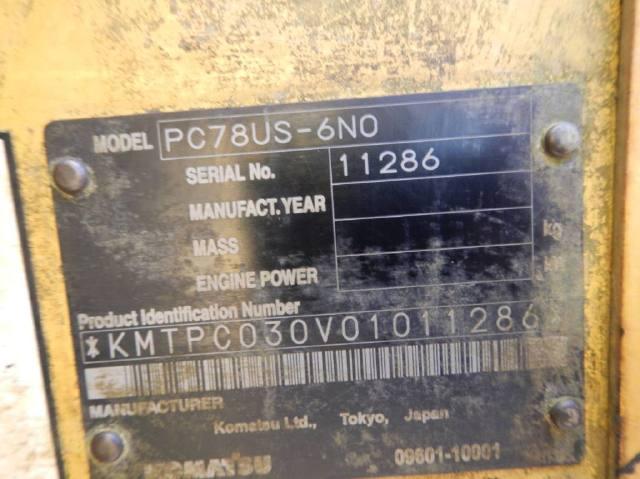 MODEL PC78US-6N0
SERIAL No. 11286
MANUFACT. YEAR
MASS kg
ENGINE POWER
Product Identification Number
*KMTPC030V01011286
MANUFACTURER
Komatsu Ltd., Tokyo, Japan
KOMATSU 09601-10001